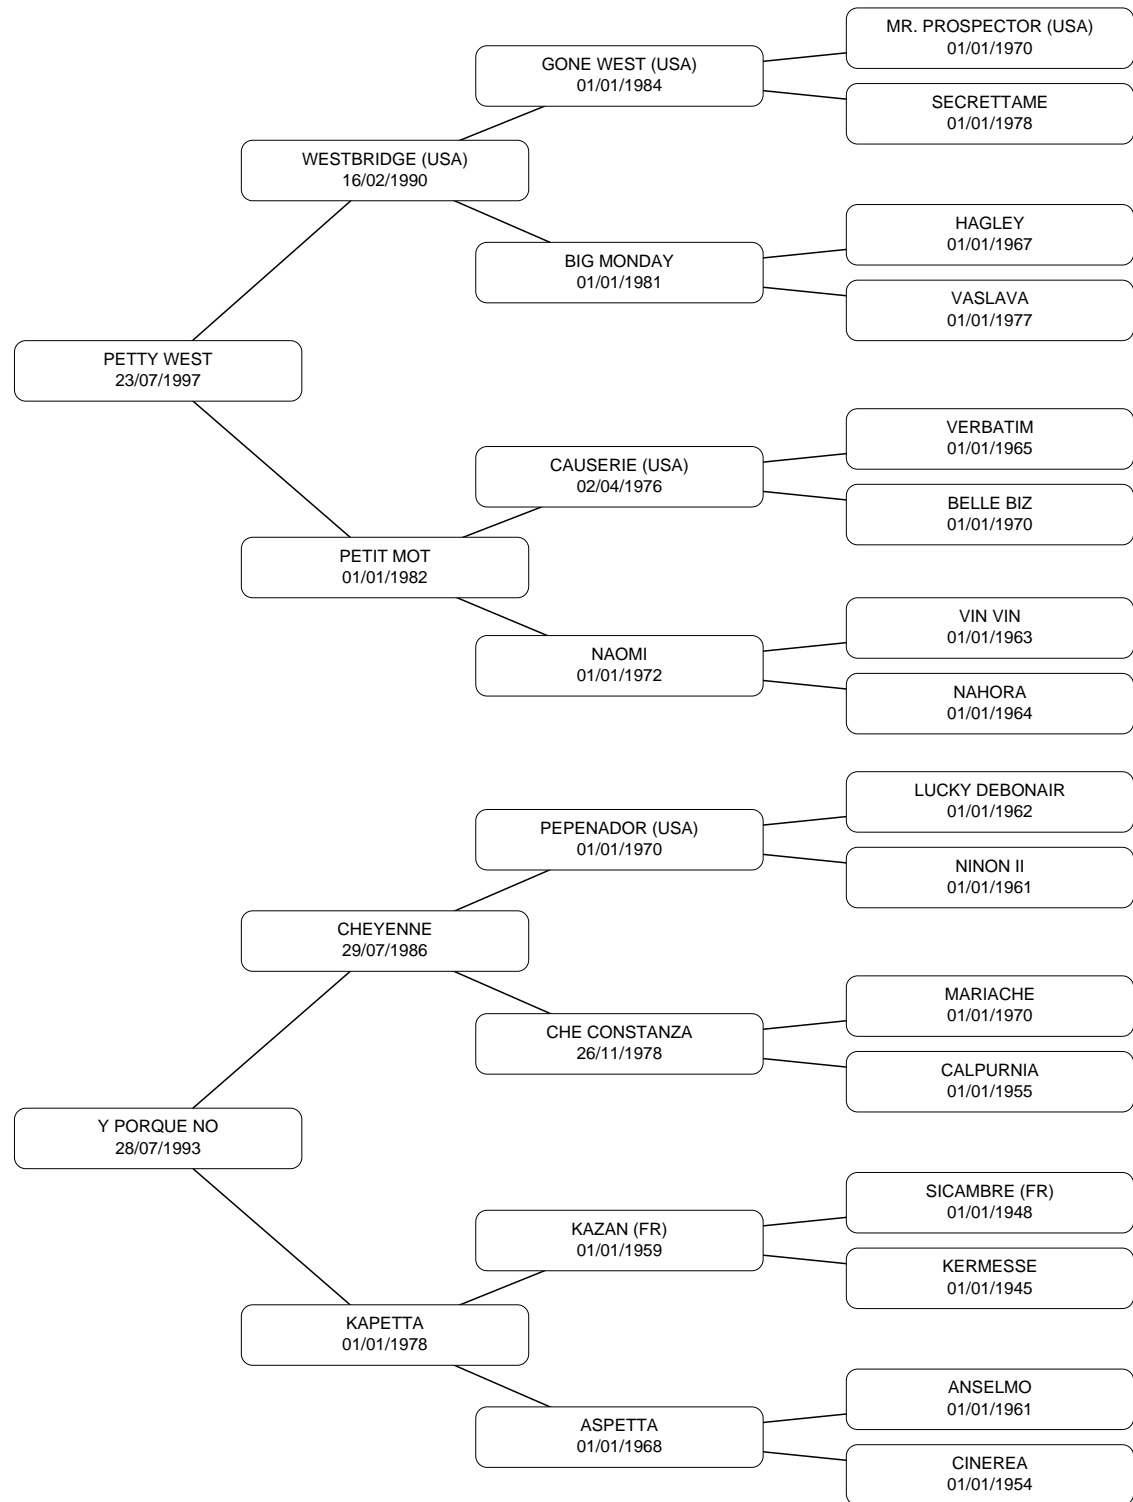 MR. PROSPECTOR (USA)
01/01/1970
GONE WEST (USA)
01/01/1984
SECRETTAME
01/01/1978
WESTBRIDGE (USA)
16/02/1990
HAGLEY
01/01/1967
BIG MONDAY
01/01/1981
VASLAVA
01/01/1977
PETTY WEST
23/07/1997
VERBATIM
01/01/1965
CAUSERIE (USA)
02/04/1976
BELLE BIZ
01/01/1970
PETIT MOT
01/01/1982
VIN VIN
01/01/1963
NAOMI
01/01/1972
NAHORA
01/01/1964
LUCKY DEBONAIR
01/01/1962
PEPENADOR (USA)
01/01/1970
NINON II
01/01/1961
CHEYENNE
29/07/1986
MARIACHE
01/01/1970
CHE CONSTANZA
26/11/1978
CALPURNIA
01/01/1955
Y PORQUE NO
28/07/1993
SICAMBRE (FR)
01/01/1948
KAZAN (FR)
01/01/1959
KERMESSE
01/01/1945
KAPETTA
01/01/1978
ANSELMO
01/01/1961
ASPETTA
01/01/1968
CINEREA
01/01/1954